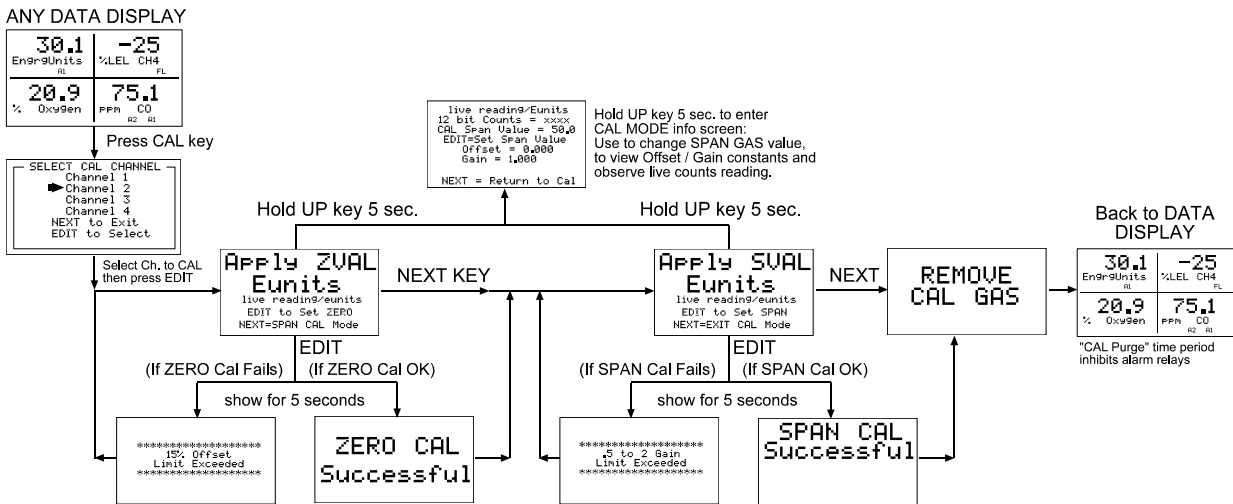 ANY DATA DISPLAY
30.1
EngrgUnits
A1
-25
%LEL CH4
FL
20.9
% Oxygen
75.1
PPM CO
A2 A1
Press CAL key
SELECT CAL CHANNEL
Channel 1
Channel 2
Channel 3
Channel 4
NEXT to Exit
EDIT to Select
Select Ch. to CAL
then press EDIT
live reading/Eunits
12 bit Counts = xxxx
CAL Span Value = 50.0
EDIT=Set Span Value
Offset = 0.000
Gain = 1.000
NEXT = Return to Cal
Hold UP key 5 sec. to enter
CAL MODE info screen:
Use to change SPAN GAS value,
to view Offset / Gain constants and
observe live counts reading.
Hold UP key 5 sec.
Hold UP key 5 sec.
Apply ZVAL
Eunits
live reading/eunits
EDIT to Set ZERO
NEXT=SPAN CAL Mode
NEXT KEY
Apply SVAL
Eunits
live reading/eunits
EDIT to Set SPAN
NEXT=EXIT CAL Mode
NEXT
REMOVE
CAL GAS
Back to DATA
DISPLAY
30.1
EngrgUnits
A1
-25
%LEL CH4
FL
20.9
% Oxygen
75.1
PPM CO
A2 A1
"CAL Purge" time period
inhibits alarm relays
EDIT
(If ZERO Cal Fails)
(If ZERO Cal OK)
show for 5 seconds
EDIT
(If SPAN Cal Fails)
(If SPAN Cal OK)
show for 5 seconds
******************
15% Offset
Limit Exceeded
******************
ZERO CAL
Successful
******************
.5 to 2 Gain
Limit Exceeded
******************
SPAN CAL
Successful